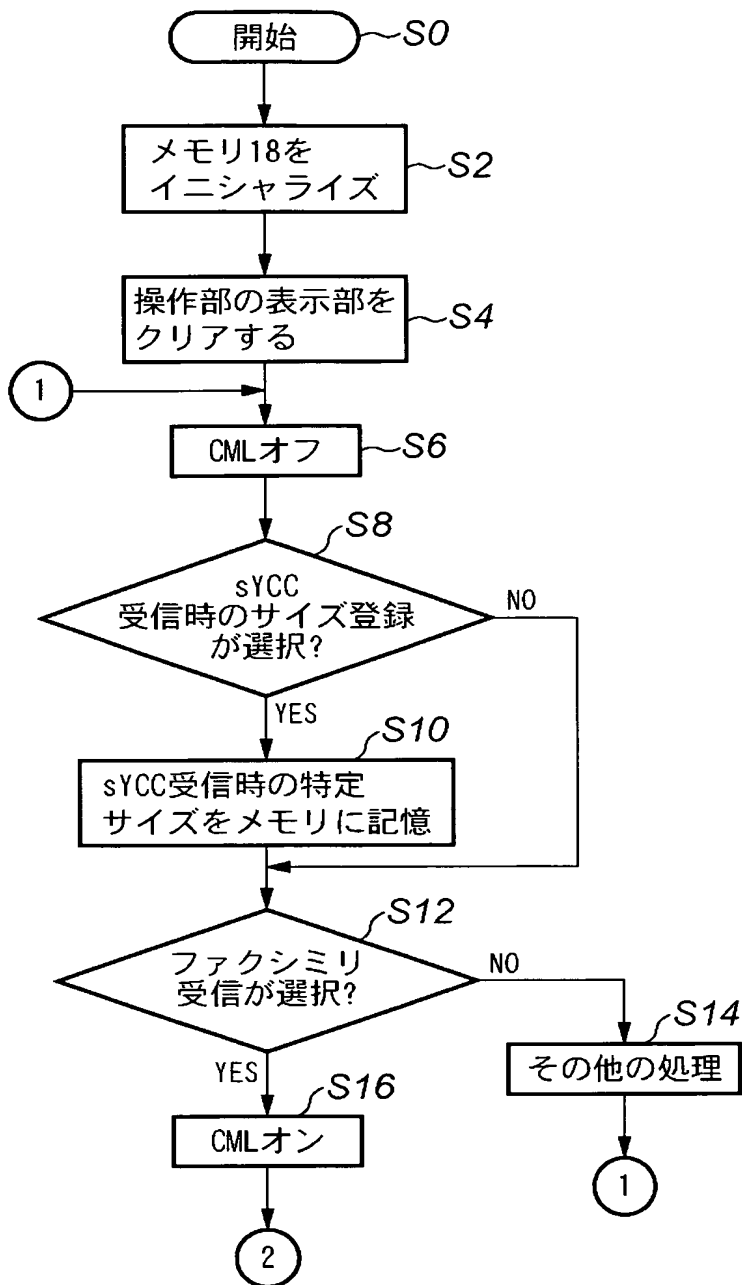 開始
S0
メモリ18を
イニシャライズ
S2
操作部の表示部を
クリアする
S4
1
CMLオフ
S6
S8
sYCC
受信時のサイズ登録
が選択?
NO
YES
S10
sYCC受信時の特定
サイズをメモリに記憶
S12
ファクシミリ
受信が選択?
NO
S14
その他の処理
YES
S16
CMLオン
1
2